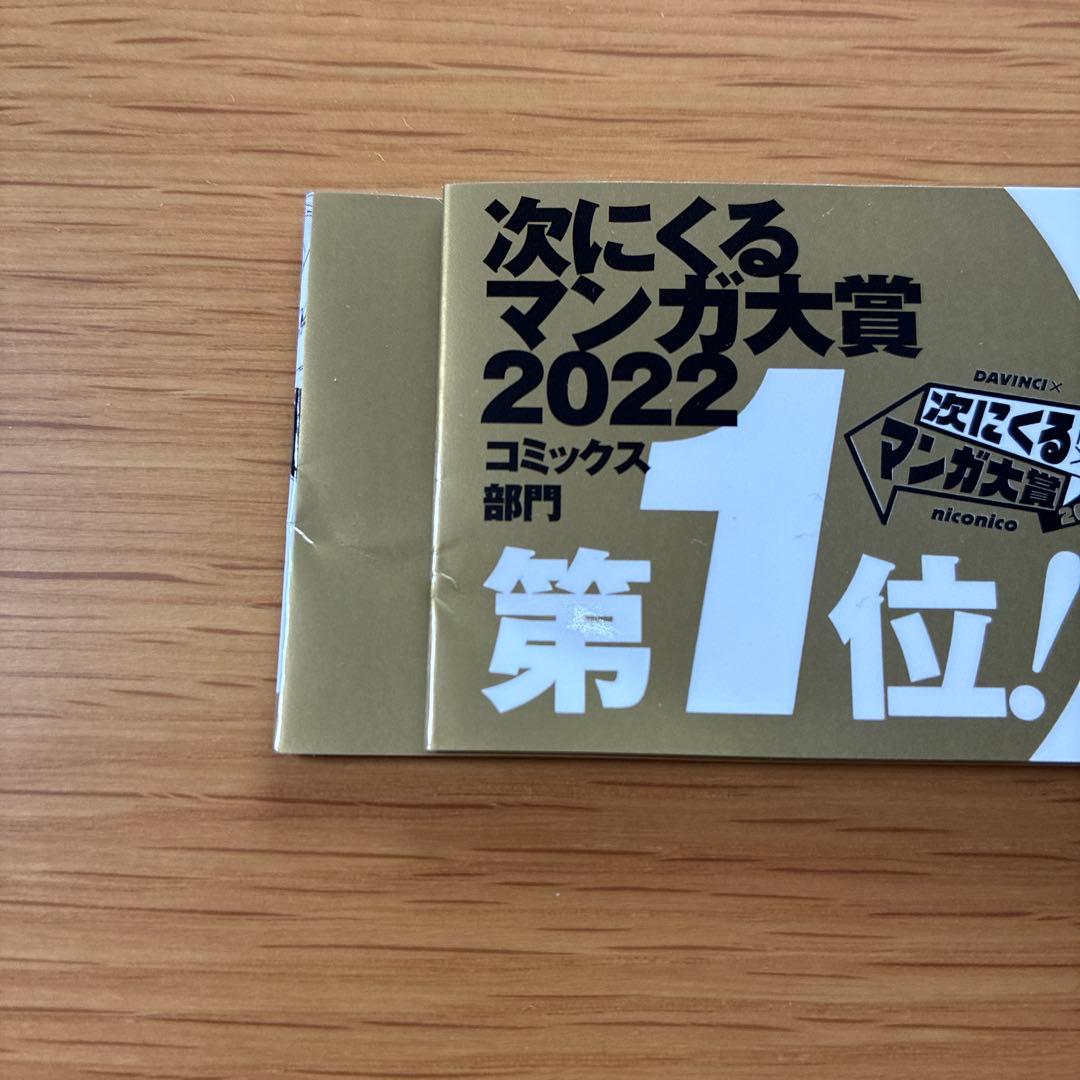 次にくる
マンガ大賞
2022
コミックス
部門
第1位!
DAVINCI×
次にくる
マンガ大賞
niconico